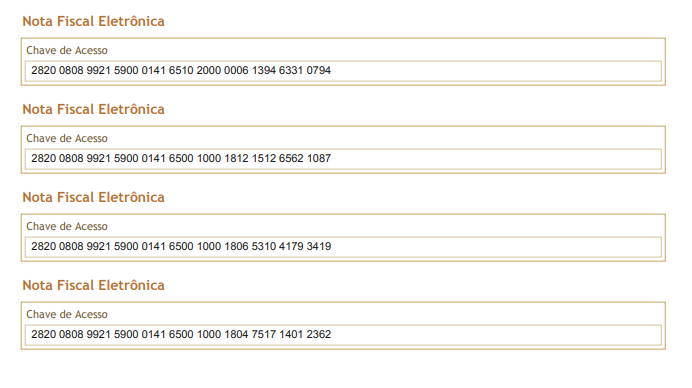 Nota Fiscal Eletrônica
Chave de Acesso
2820 0808 9921 5900 0141 6510 2000 0006 1394 6331 0794
Nota Fiscal Eletrônica
Chave de Acesso
2820 0808 9921 5900 0141 6500 1000 1812 1512 6562 1087
Nota Fiscal Eletrônica
Chave de Acesso
2820 0808 9921 5900 0141 6500 1000 1806 5310 4179 3419
Nota Fiscal Eletrônica
Chave de Acesso
2820 0808 9921 5900 0141 6500 1000 1804 7517 1401 2362